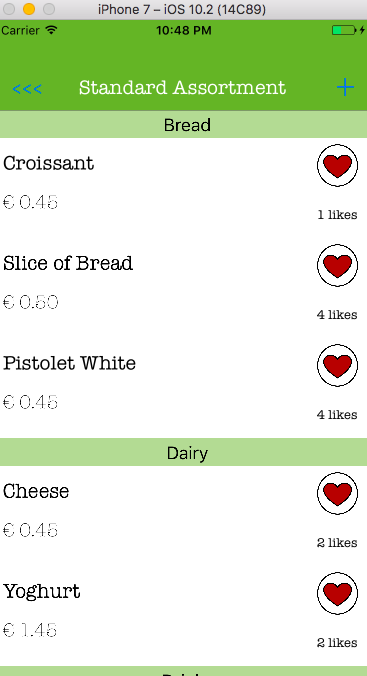 iPhone 7 – iOS 10.2 (14C89)
Carrier 10:48 PM
<<< Standard Assortment +
Bread
Croissant
€ 0.45
1 likes
Slice of Bread
€ 0.50
4 likes
Pistolet White
€ 0.45
4 likes
Dairy
Cheese
€ 0.45
2 likes
Yoghurt
€ 1.45
2 likes